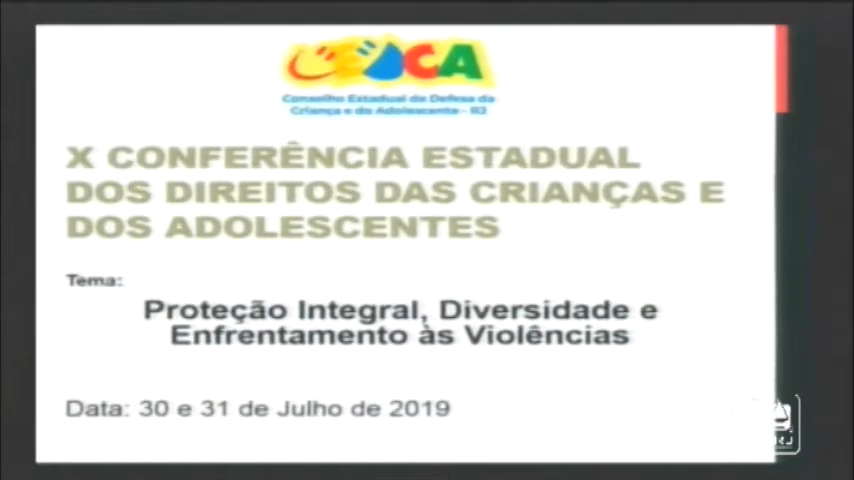 CEDCA
Conselho Estadual de Defesa da
Criança e do Adolescente - RJ
X CONFERÊNCIA ESTADUAL
DOS DIREITOS DAS CRIANÇAS E
DOS ADOLESCENTES
Tema:
Proteção Integral, Diversidade e
Enfrentamento às Violências
Data: 30 e 31 de Julho de 2019